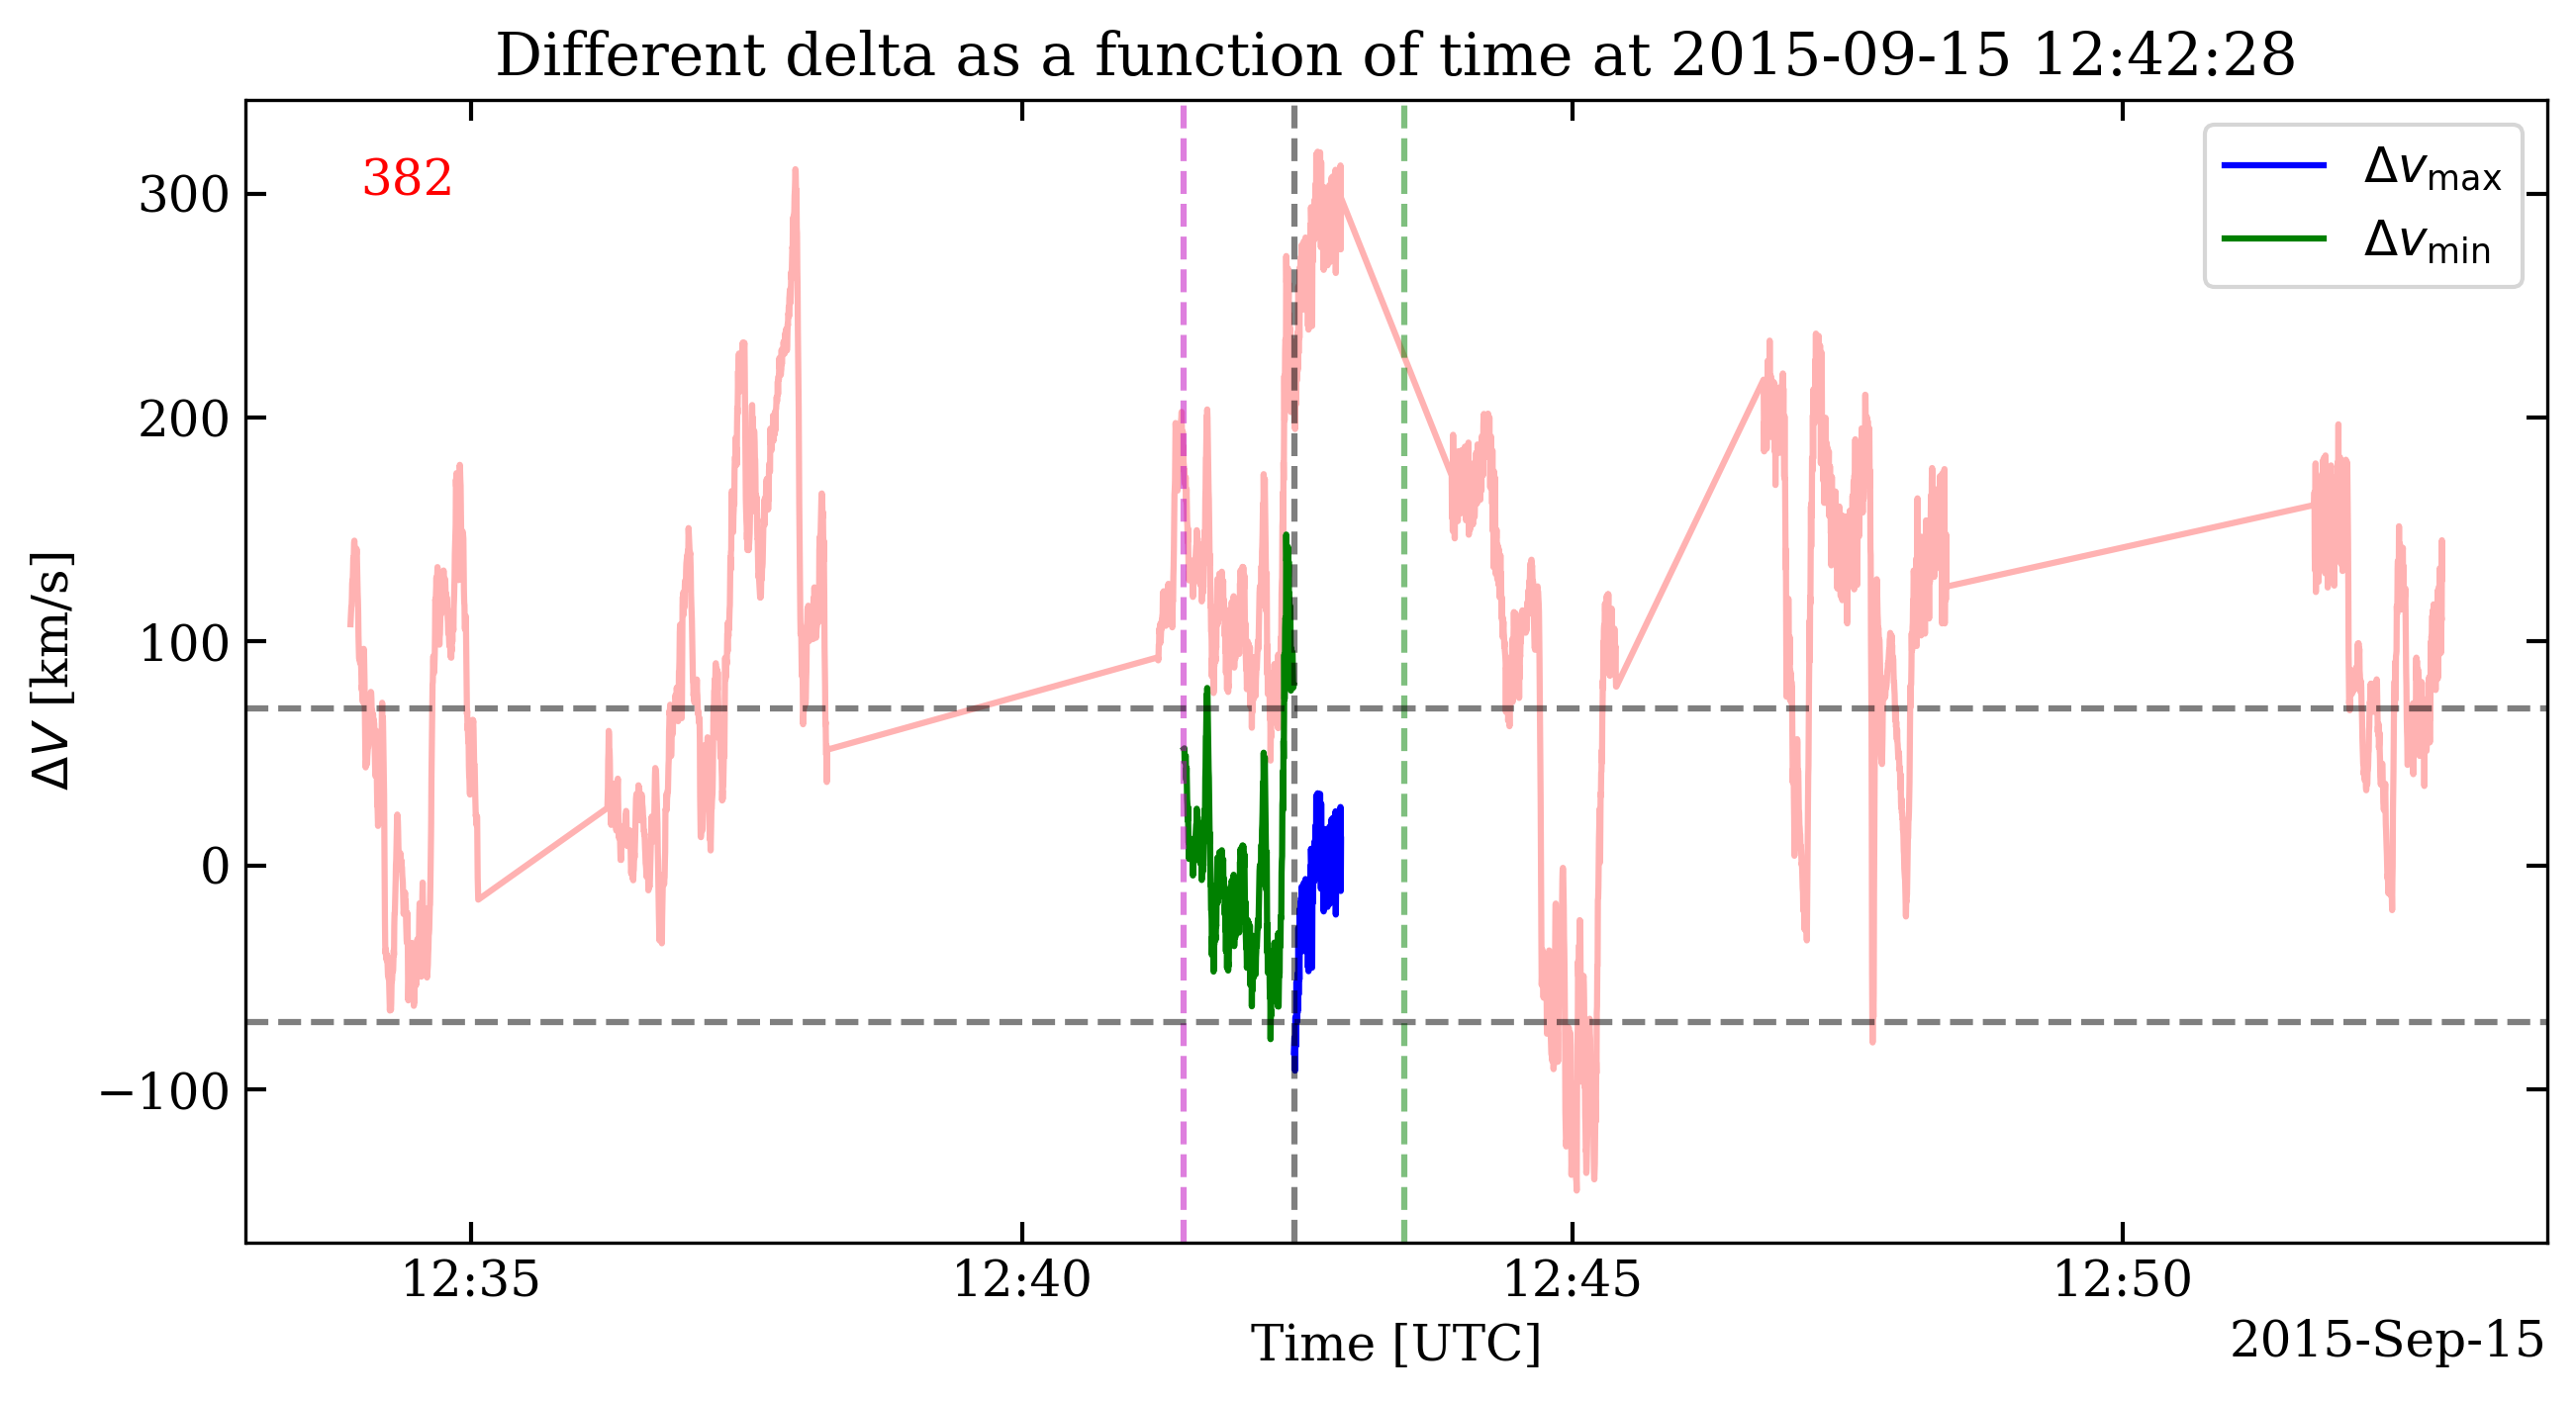 Different delta as a function of time at 2015-09-15 12:42:28
382
Δv_max
Δv_min
300
200
100
0
−100
ΔV [km/s]
12:35
12:40
12:45
12:50
Time [UTC]
2015-Sep-15